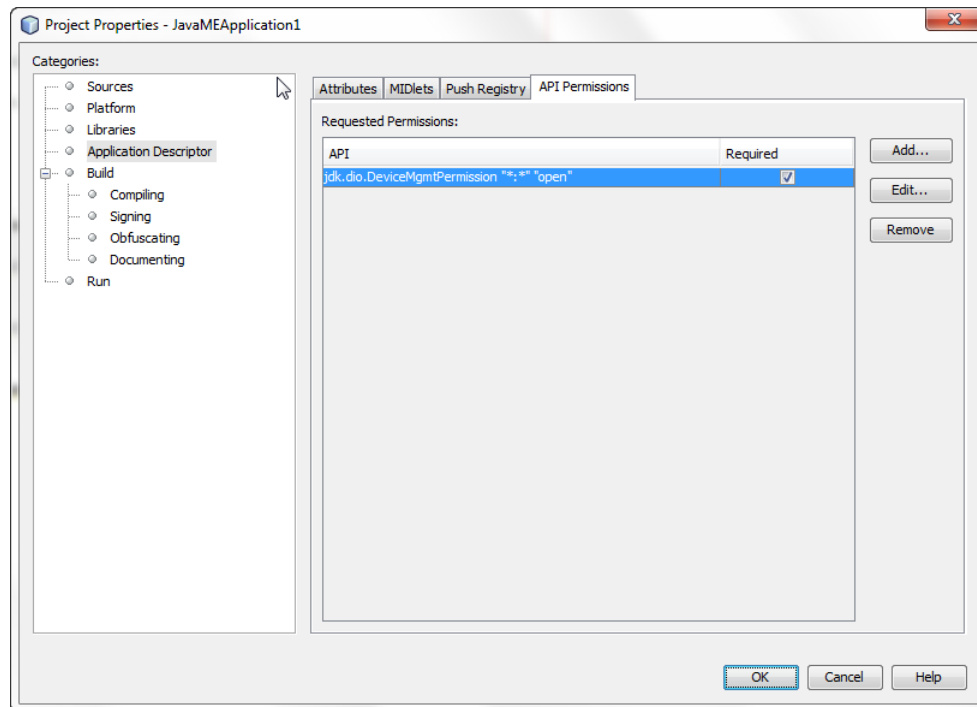 Project Properties - JavaMEApplication1
Categories:
Sources
Platform
Libraries
Application Descriptor
Build
Compiling
Signing
Obfuscating
Documenting
Run
Attributes MIDlets Push Registry API Permissions
Requested Permissions:
API Required
jdk.dio.DeviceMgmtPermission "*:*" "open"
Add...
Edit...
Remove
OK Cancel Help